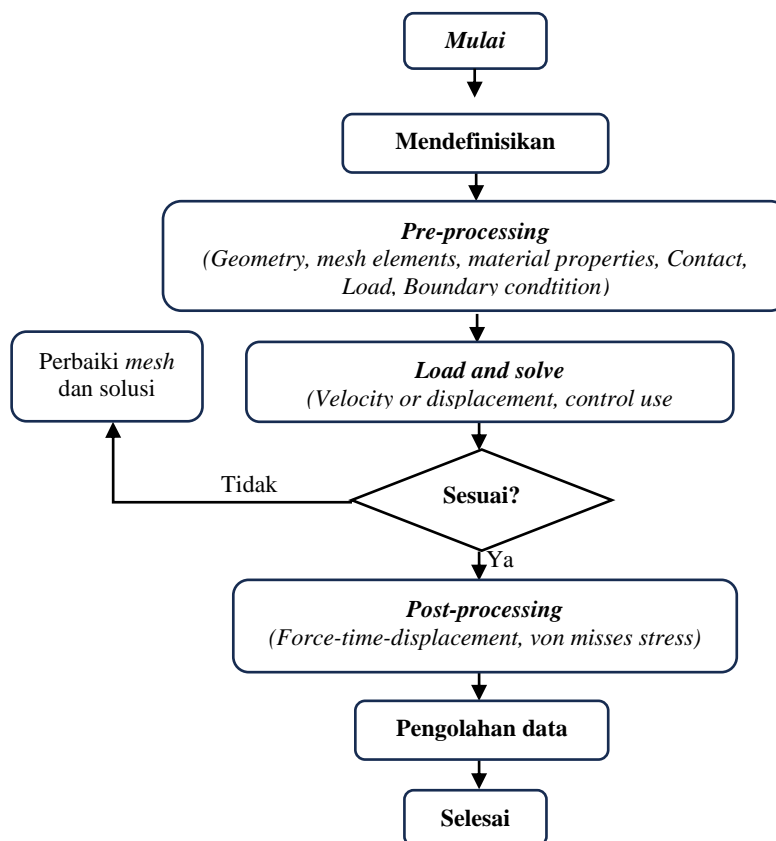 Mulai
Mendefinisikan
Pre-processing
(Geometry, mesh elements, material properties, Contact,
Load, Boundary condtition)
Perbaiki mesh
dan solusi
Load and solve
(Velocity or displacement, control use
Tidak
Sesuai?
Ya
Post-processing
(Force-time-displacement, von misses stress)
Pengolahan data
Selesai